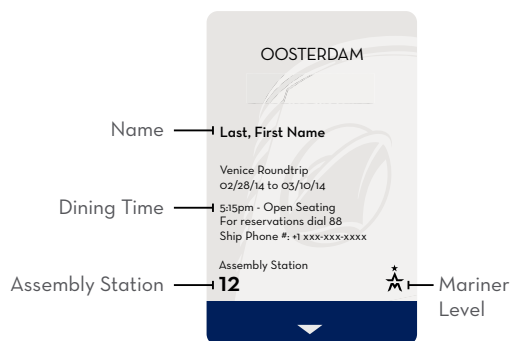 OOSTERDAM
Name
Last, First Name
Venice Roundtrip
02/28/14 to 03/10/14
Dining Time
5:15pm - Open Seating
For reservations dial 88
Ship Phone #: +1 xxx-xxx-xxxx
Assembly Station
Assembly Station
12
Mariner
Level